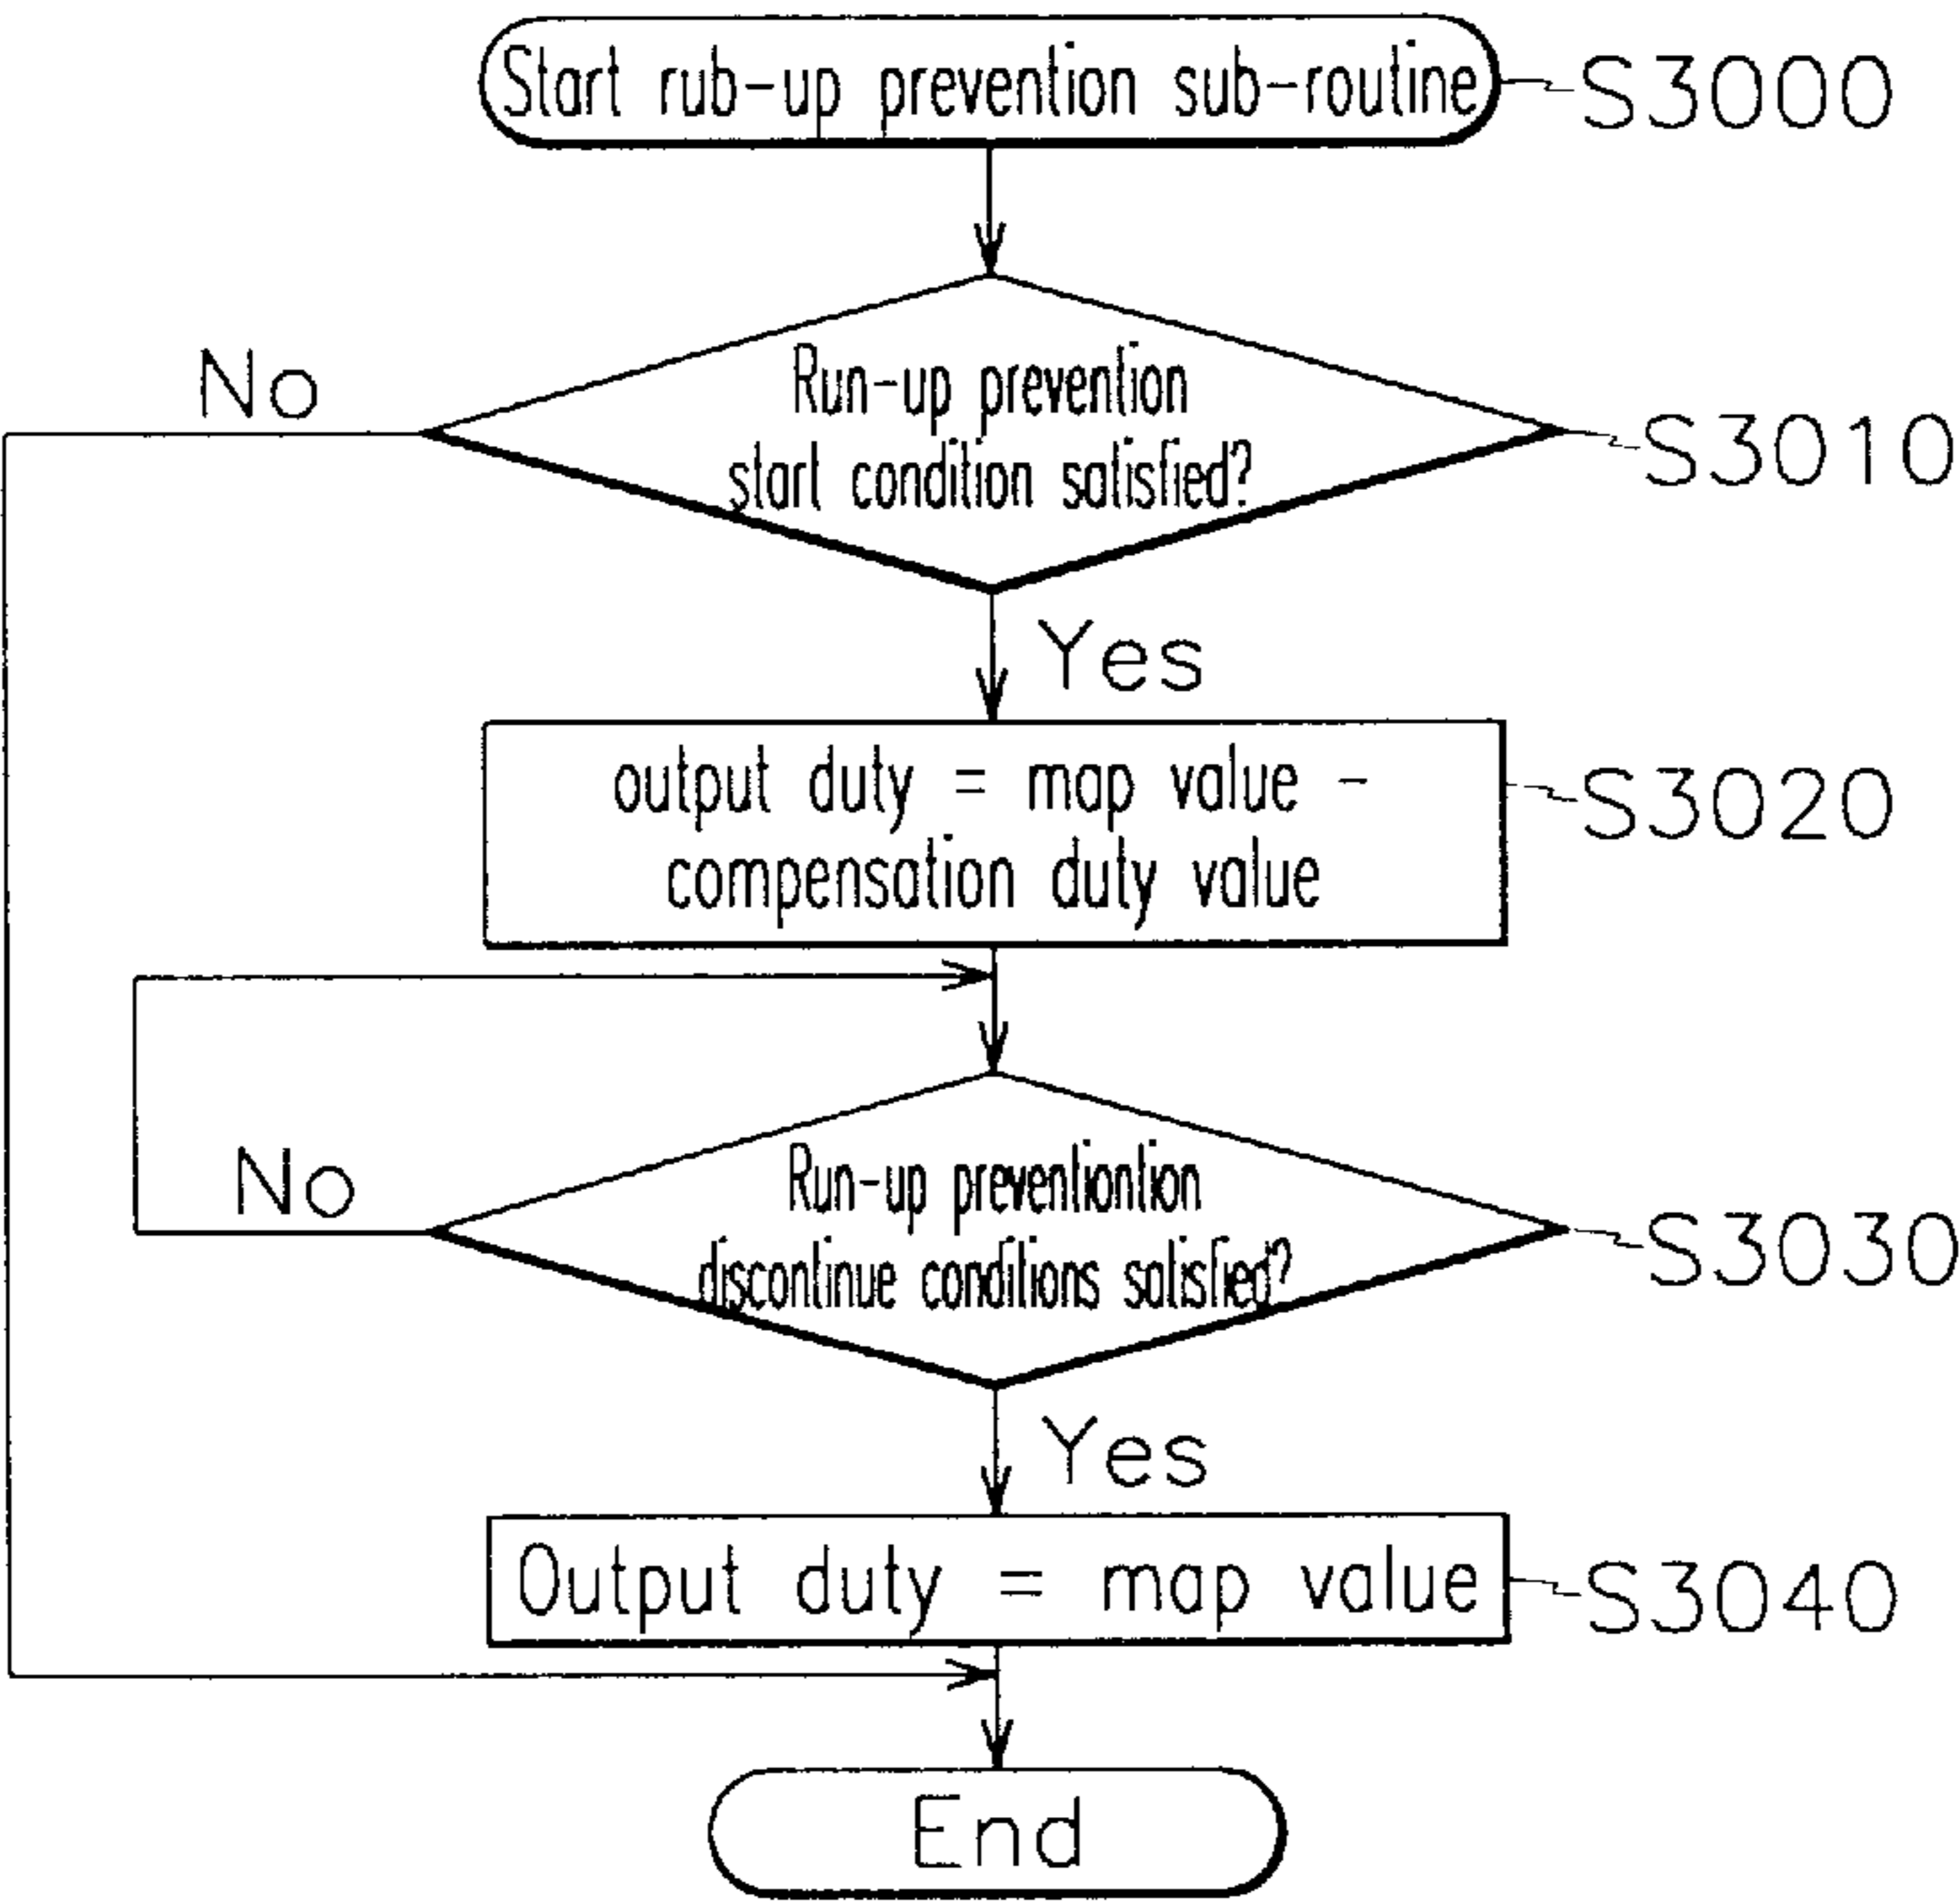 Start rub-up prevention sub-routine
S3000
No
Run-up prevention
start condition satisfied?
S3010
Yes
output duty = map value -
compensation duty value
S3020
No
Run-up preventiontion
discontinue conditions satisfied?
S3030
Yes
Output duty = map value
S3040
End